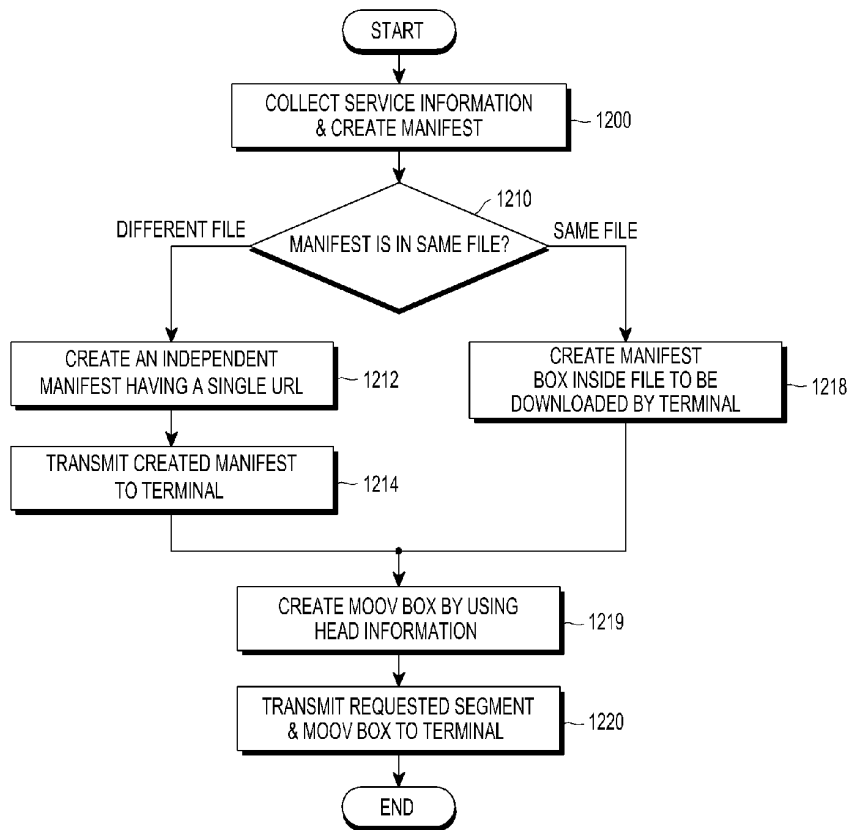 START
COLLECT SERVICE INFORMATION
& CREATE MANIFEST
1200
1210
DIFFERENT FILE
MANIFEST IS IN SAME FILE?
SAME FILE
CREATE AN INDEPENDENT
MANIFEST HAVING A SINGLE URL
1212
CREATE MANIFEST
BOX INSIDE FILE TO BE
DOWNLOADED BY TERMINAL
1218
TRANSMIT CREATED MANIFEST
TO TERMINAL
1214
CREATE MOOV BOX BY USING
HEAD INFORMATION
1219
TRANSMIT REQUESTED SEGMENT
& MOOV BOX TO TERMINAL
1220
END